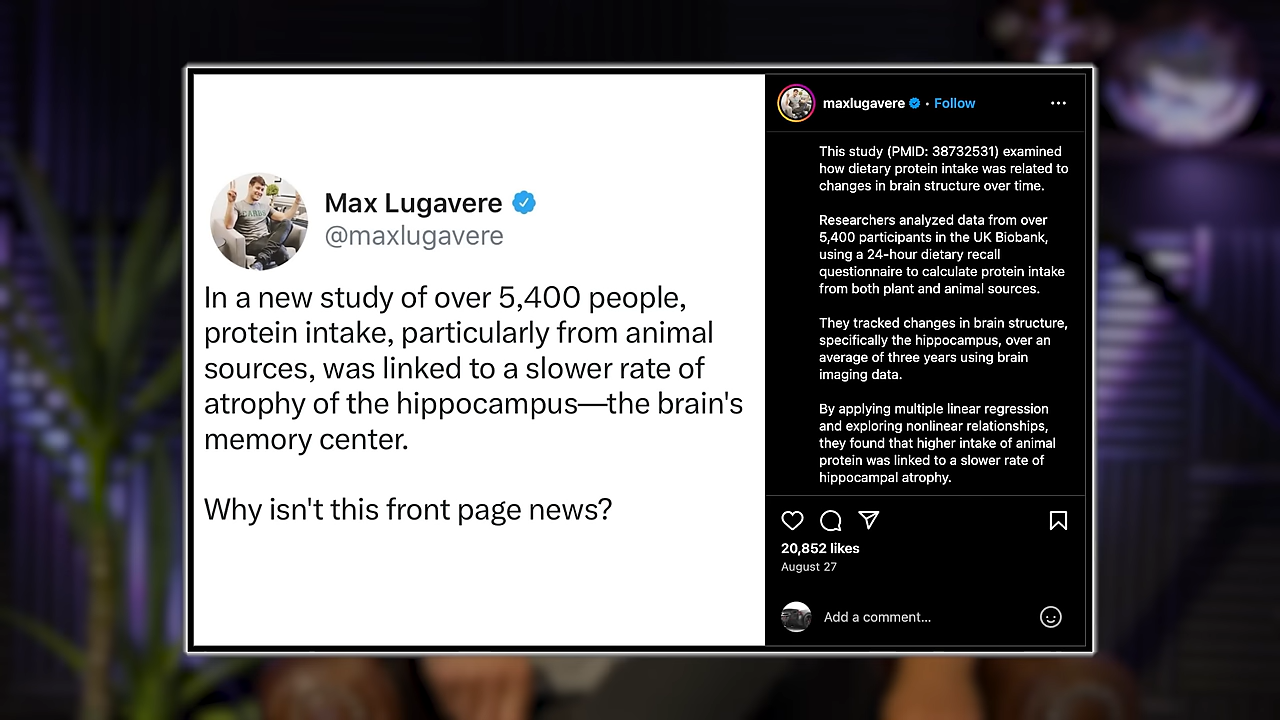 Max Lugavere
@maxlugavere
In a new study of over 5,400 people,
protein intake, particularly from animal
sources, was linked to a slower rate of
atrophy of the hippocampus—the brain's
memory center.
Why isn't this front page news?
maxlugavere • Follow
This study (PMID: 38732531) examined
how dietary protein intake was related to
changes in brain structure over time.
Researchers analyzed data from over
5,400 participants in the UK Biobank,
using a 24-hour dietary recall
questionnaire to calculate protein intake
from both plant and animal sources.
They tracked changes in brain structure,
specifically the hippocampus, over an
average of three years using brain
imaging data.
By applying multiple linear regression
and exploring nonlinear relationships,
they found that higher intake of animal
protein was linked to a slower rate of
hippocampal atrophy.
20,852 likes
August 27
Add a comment...